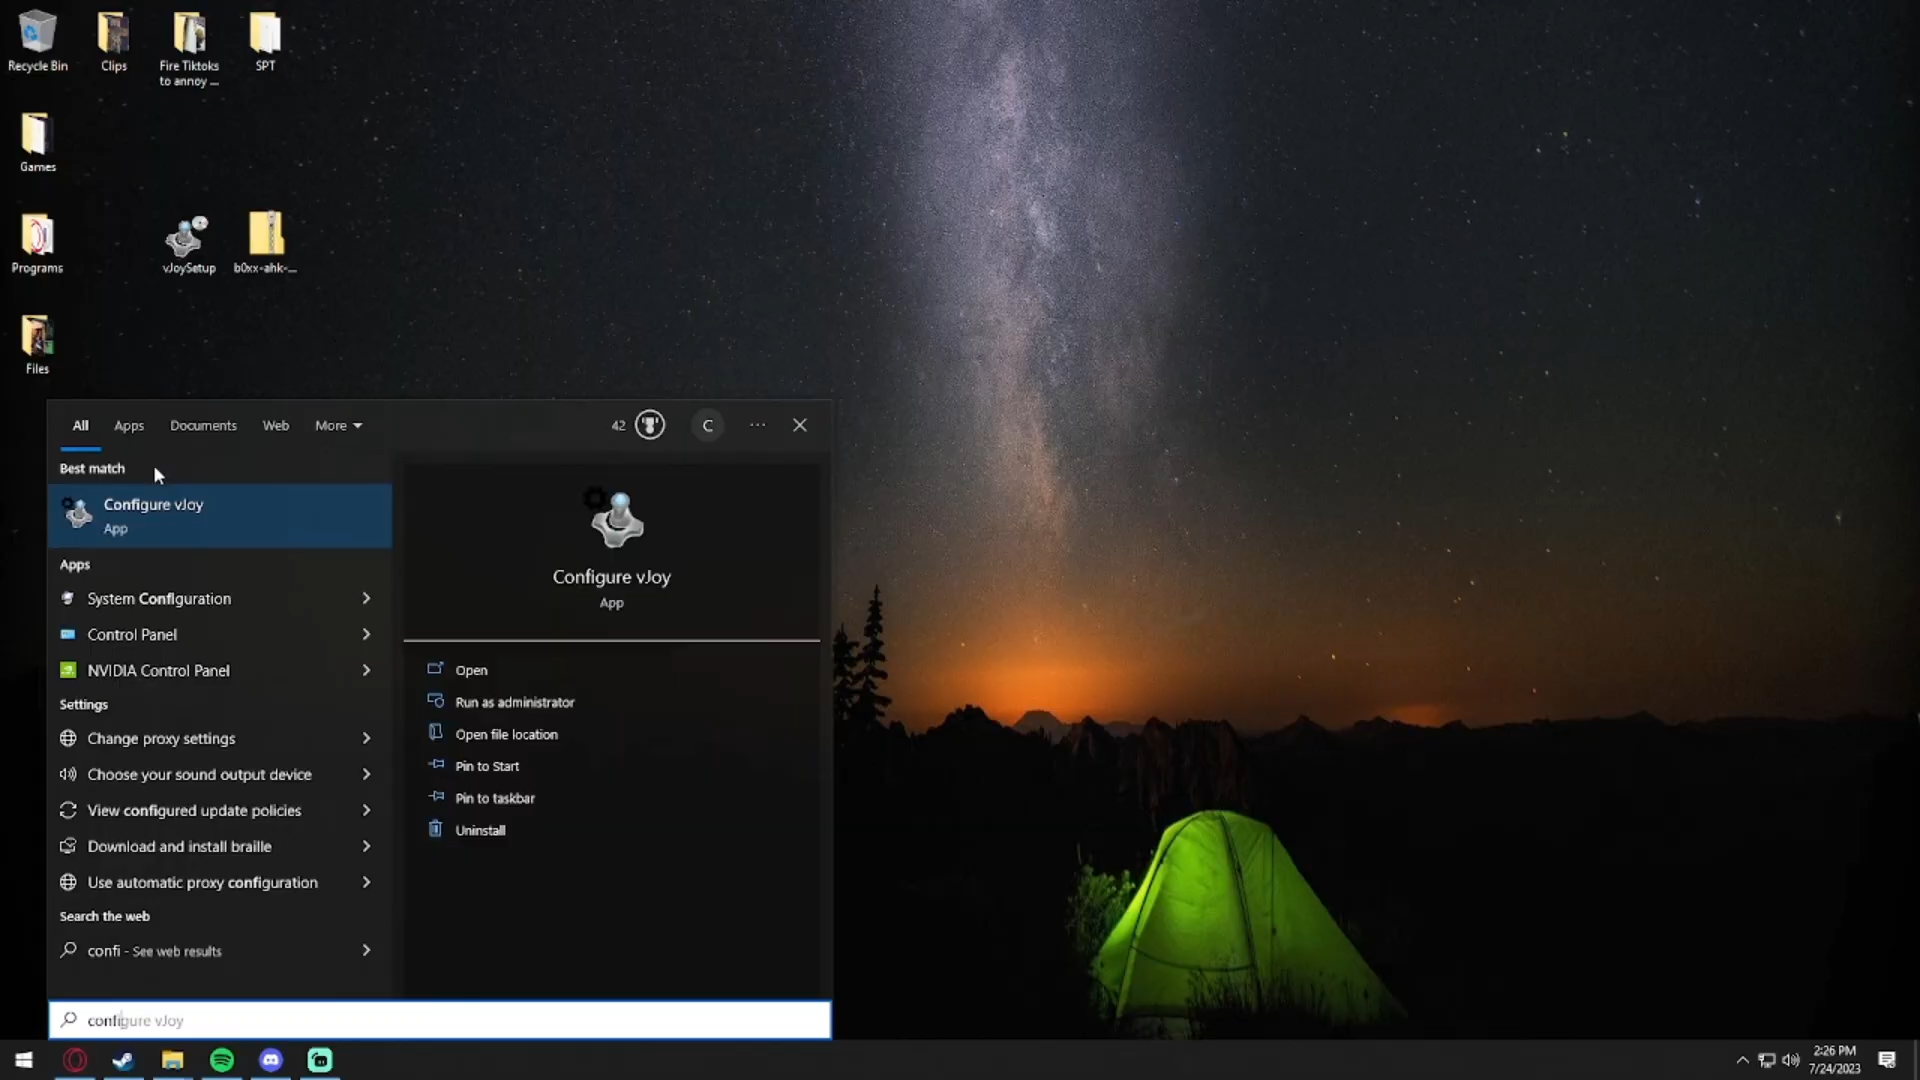 Recycle Bin
Clips
Fire Tiktoks
to annoy ...
SPT
Games
Programs
vJoySetup
b0xx-ahk-...
Files
All
Apps
Documents
Web
More
42
C
Best match
Configure vJoy
App
Apps
System Configuration
Control Panel
NVIDIA Control Panel
Settings
Change proxy settings
Choose your sound output device
View configured update policies
Download and install braille
Use automatic proxy configuration
Search the web
confi - See web results
Configure vJoy
App
Open
Run as administrator
Open file location
Pin to Start
Pin to taskbar
Uninstall
configure vJoy
2:26 PM
7/24/2023